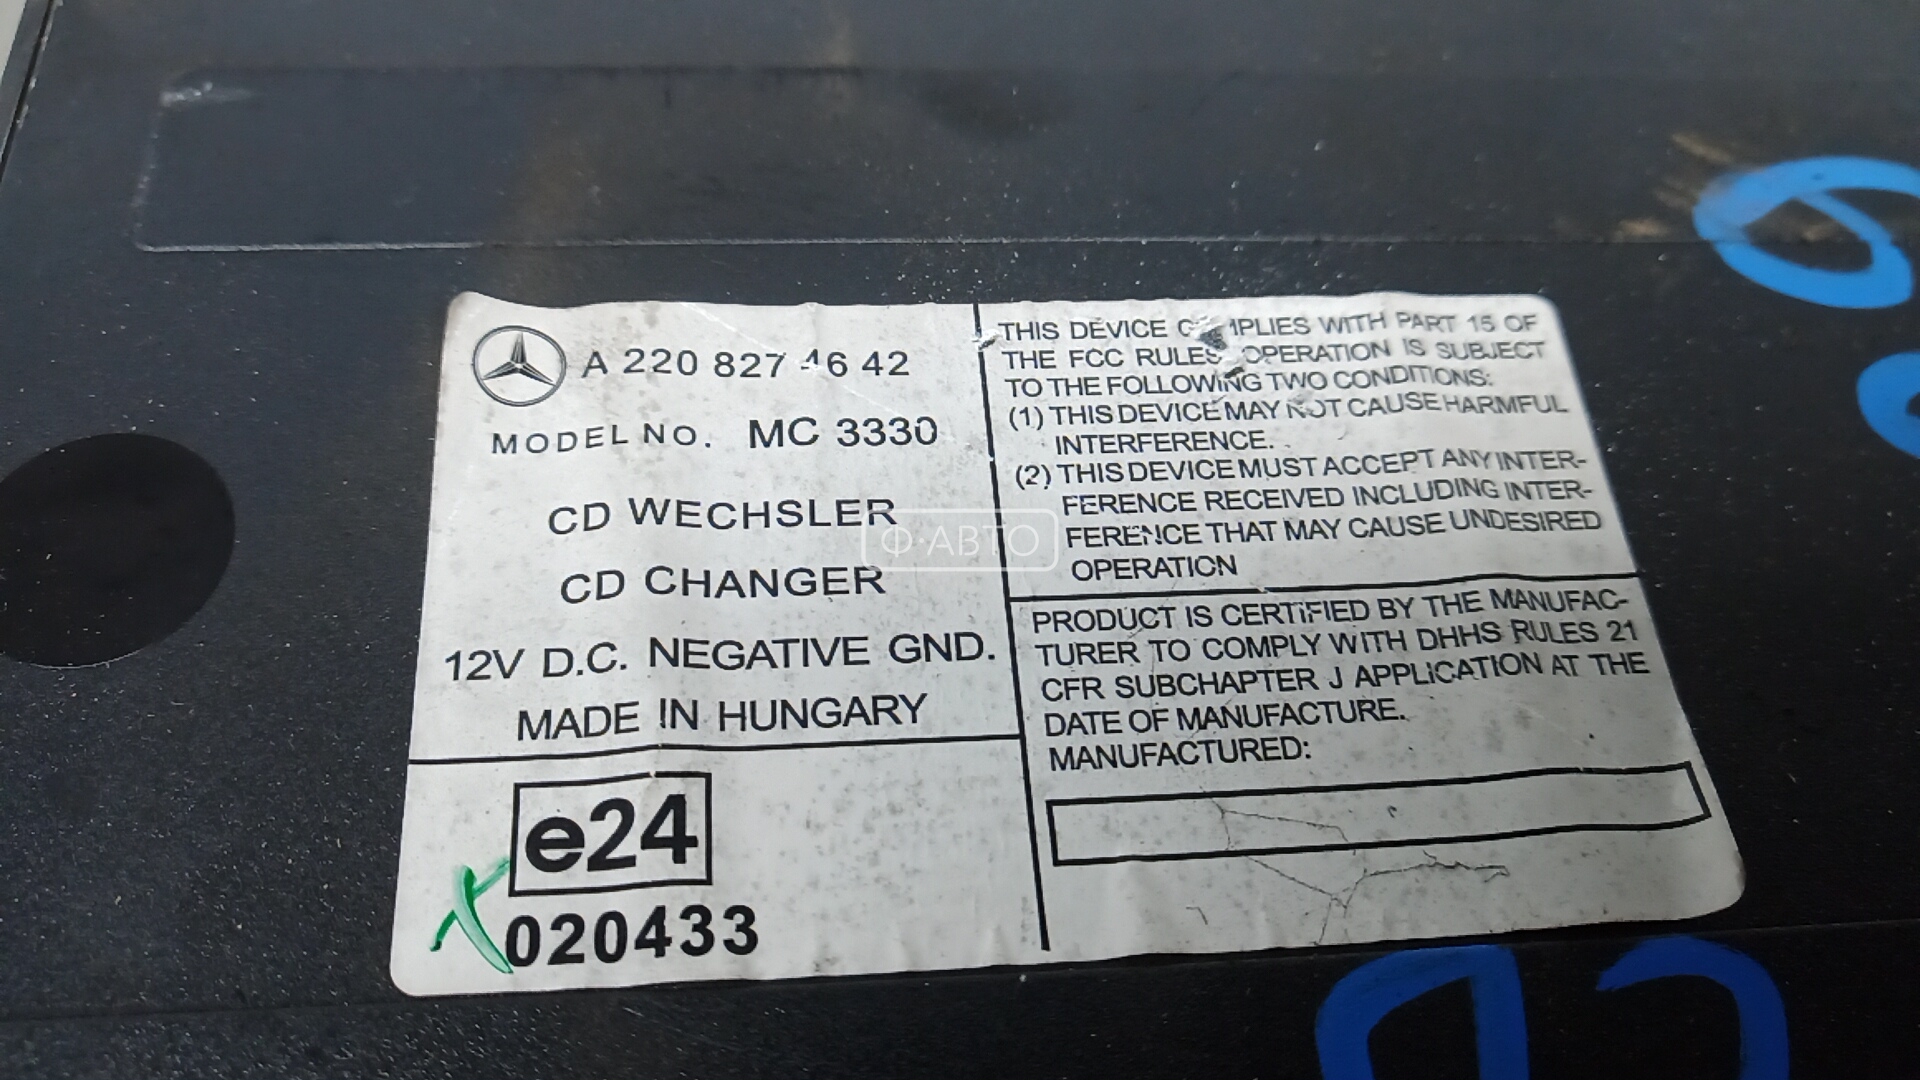 A 220 827 46 42
MODEL NO. MC 3330
CD WECHSLER
CD CHANGER
12V D.C. NEGATIVE GND.
MADE IN HUNGARY
e24
X
020433
THIS DEVICE COMPLIES WITH PART 15 OF
THE FCC RULES OPERATION IS SUBJECT
TO THE FOLLOWING TWO CONDITIONS:
(1) THIS DEVICE MAY NOT CAUSE HARMFUL
INTERFERENCE.
(2) THIS DEVICE MUST ACCEPT ANY INTER-
FERENCE RECEIVED INCLUDING INTER-
FERENCE THAT MAY CAUSE UNDESIRED
OPERATION
PRODUCT IS CERTIFIED BY THE MANUFAC-
TURER TO COMPLY WITH DHHS RULES 21
CFR SUBCHAPTER J APPLICATION AT THE
DATE OF MANUFACTURE.
MANUFACTURED:
Ф·АВТО